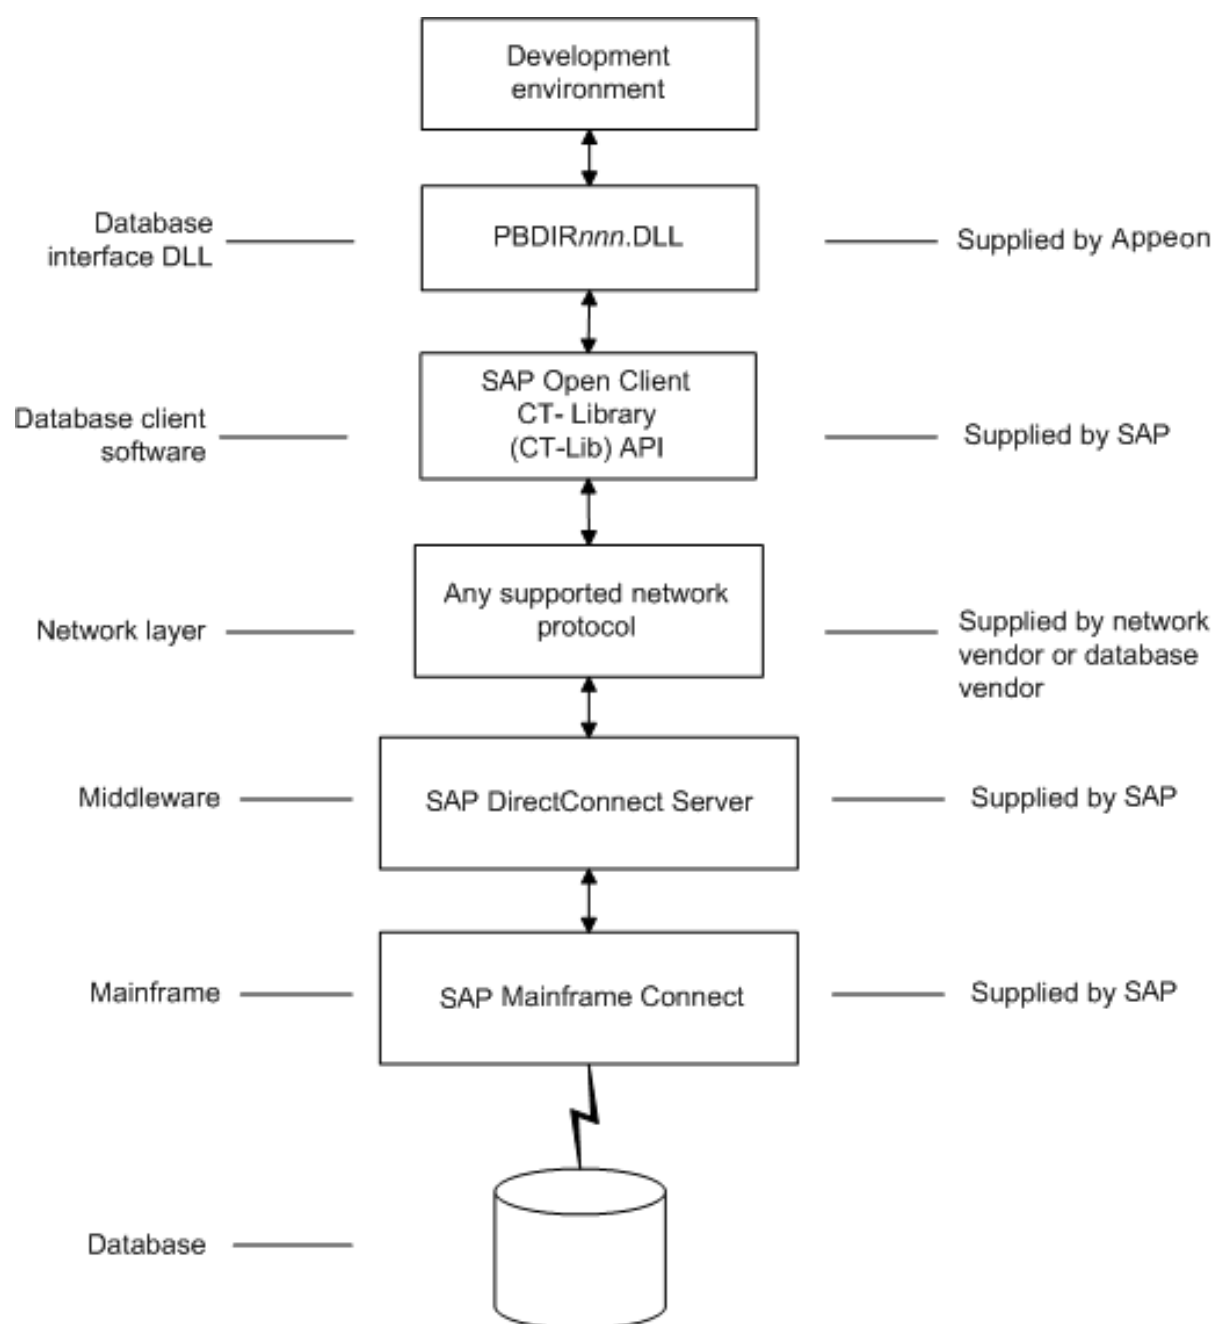 Development
environment
Database
interface DLL
PBDIRnnn.DLL
Supplied by Appeon
Database client
software
SAP Open Client
CT- Library
(CT-Lib) API
Supplied by SAP
Network layer
Any supported network
protocol
Supplied by network
vendor or database
vendor
Middleware
SAP DirectConnect Server
Supplied by SAP
Mainframe
SAP Mainframe Connect
Supplied by SAP
Database